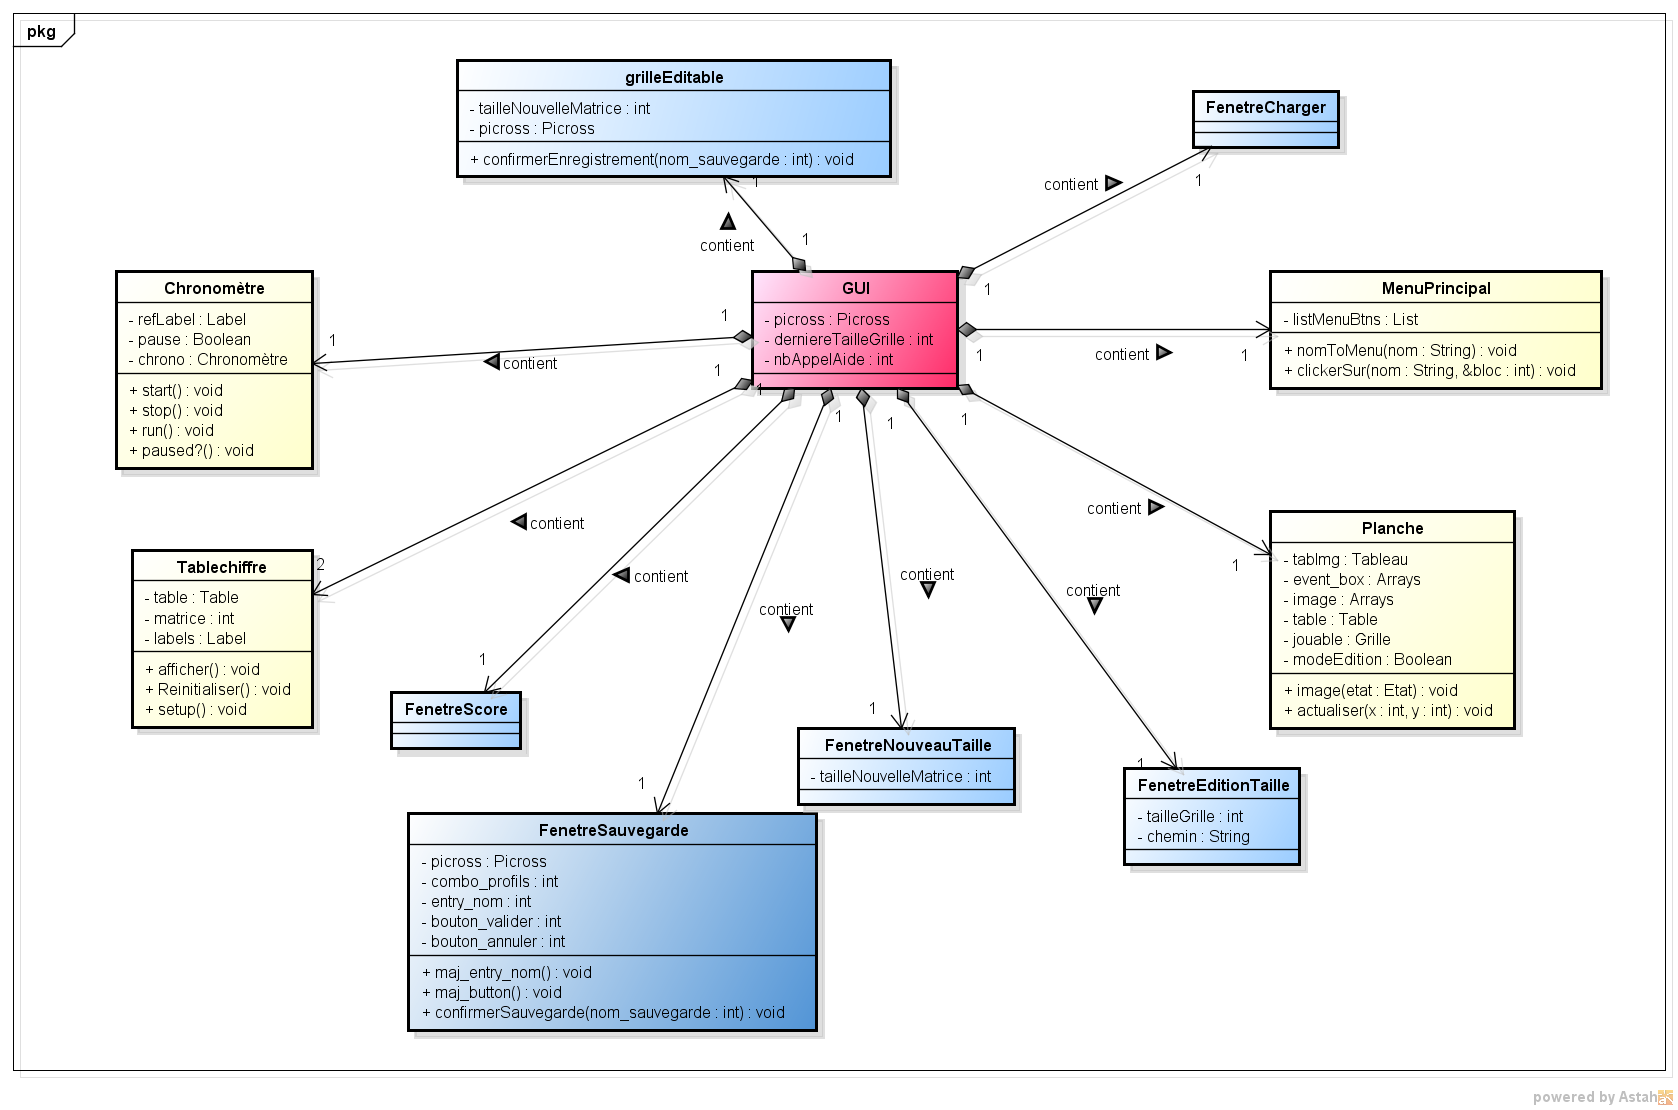 pkg
grilleEditable
- tailleNouvelleMatrice : int
- picross : Picross
+ confirmerEnregistrement(nom_sauvegarde : int) : void
FenetreCharger
1
contient
1
1
contient
1
Chronomètre
- refLabel : Label
- pause : Boolean
- chrono : Chronomètre
+ start() : void
+ stop() : void
+ run() : void
+ paused?() : void
GUI
- picross : Picross
- derniereTailleGrille : int
- nbAppelAide : int
MenuPrincipal
- listMenuBtns : List
+ nomToMenu(nom : String) : void
+ clickerSur(nom : String, &bloc : int) : void
1
1
contient
1
contient
1
1
1
1
1
1
contient
contient
2
1
Tablechiffre
- table : Table
- matrice : int
- labels : Label
+ afficher() : void
+ Reinitialiser() : void
+ setup() : void
Planche
- tabImg : Tableau
- event_box : Arrays
- image : Arrays
- table : Table
- jouable : Grille
- modeEdition : Boolean
+ image(etat : Etat) : void
+ actualiser(x : int, y : int) : void
contient
contient
contient
contient
1
FenetreScore
1
FenetreNouveauTaille
- tailleNouvelleMatrice : int
1
FenetreEditionTaille
- tailleGrille : int
- chemin : String
1
FenetreSauvegarde
- picross : Picross
- combo_profils : int
- entry_nom : int
- bouton_valider : int
- bouton_annuler : int
+ maj_entry_nom() : void
+ maj_button() : void
+ confirmerSauvegarde(nom_sauvegarde : int) : void
powered by Astah